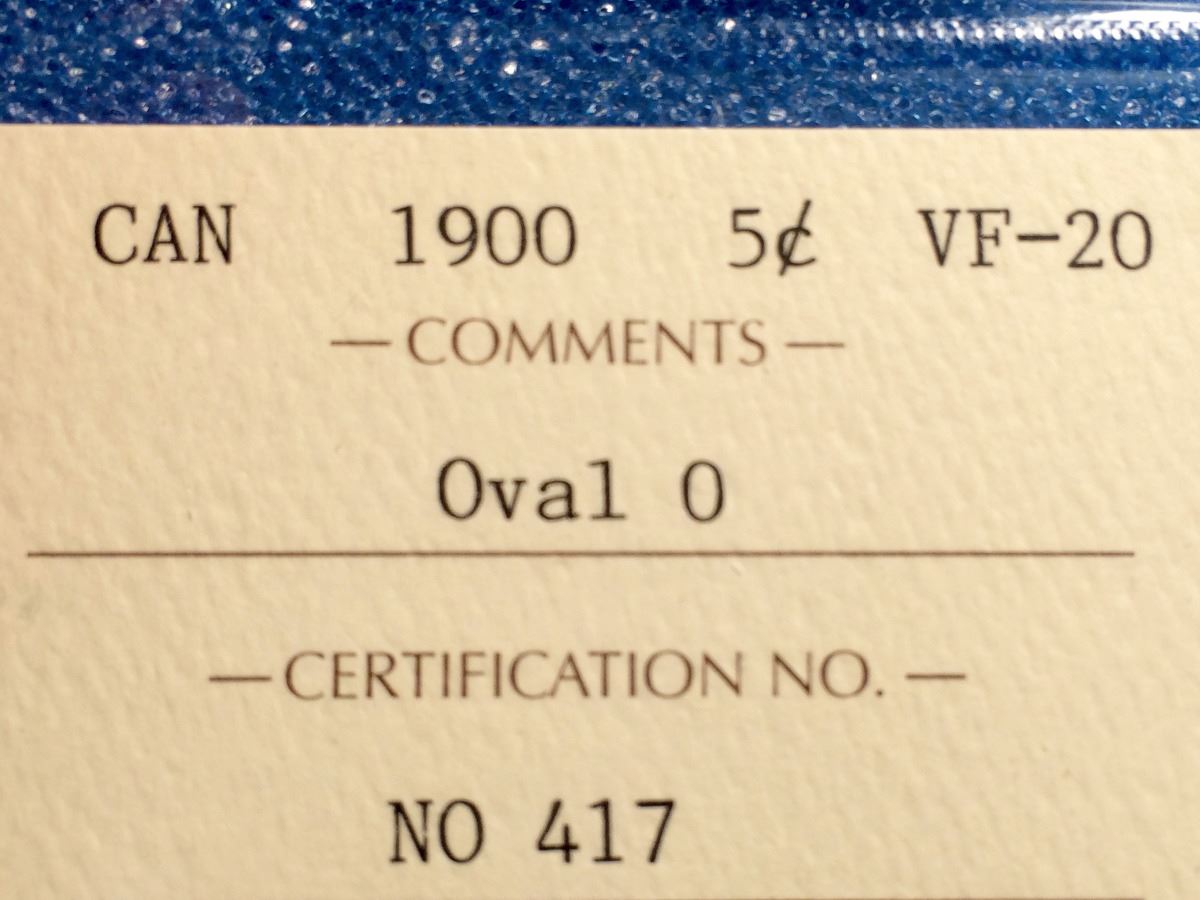 CAN 1900 5¢ VF-20
— COMMENTS —
Oval 0
— CERTIFICATION NO. —
NO 417